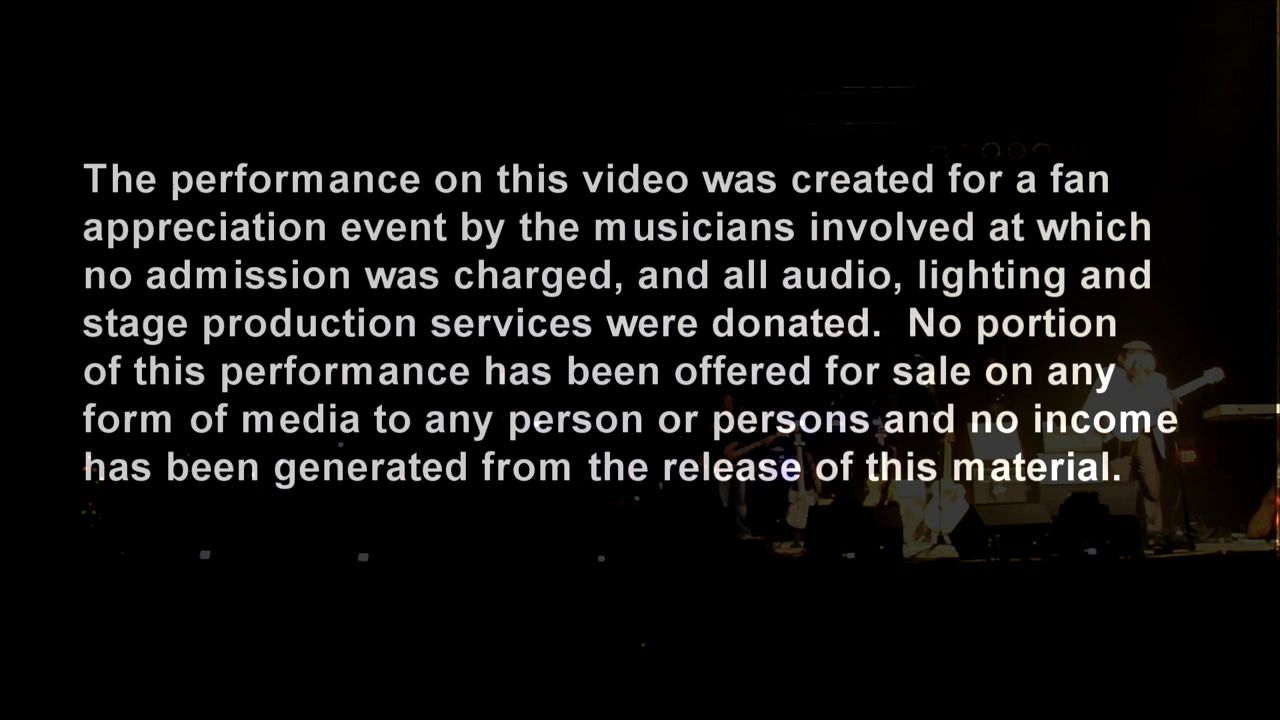 The performance on this video was created for a fan
appreciation event by the musicians involved at which
no admission was charged, and all audio, lighting and
stage production services were donated.  No portion
of this performance has been offered for sale on any
form of media to any person or persons and no income
has been generated from the release of this material.